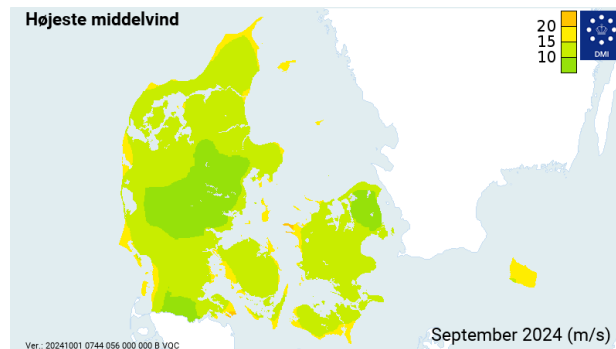 Højeste middelvind
20
15
10
DMI
September 2024 (m/s)
Ver.: 20241001 0744 056 000 000 B VQC